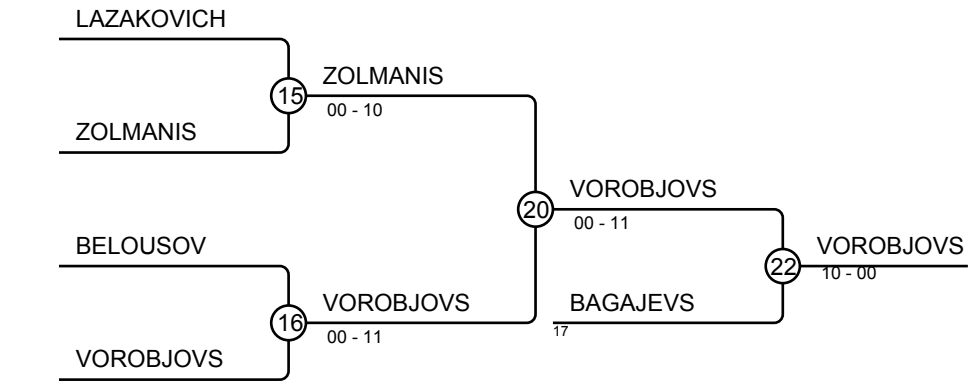 LAZAKOVICH
ZOLMANIS
15
00 - 10
ZOLMANIS
VOROBJOVS
20
00 - 11
VOROBJOVS
22
10 - 00
BELOUSOV
VOROBJOVS
16
00 - 11
BAGAJEVS
17
VOROBJOVS